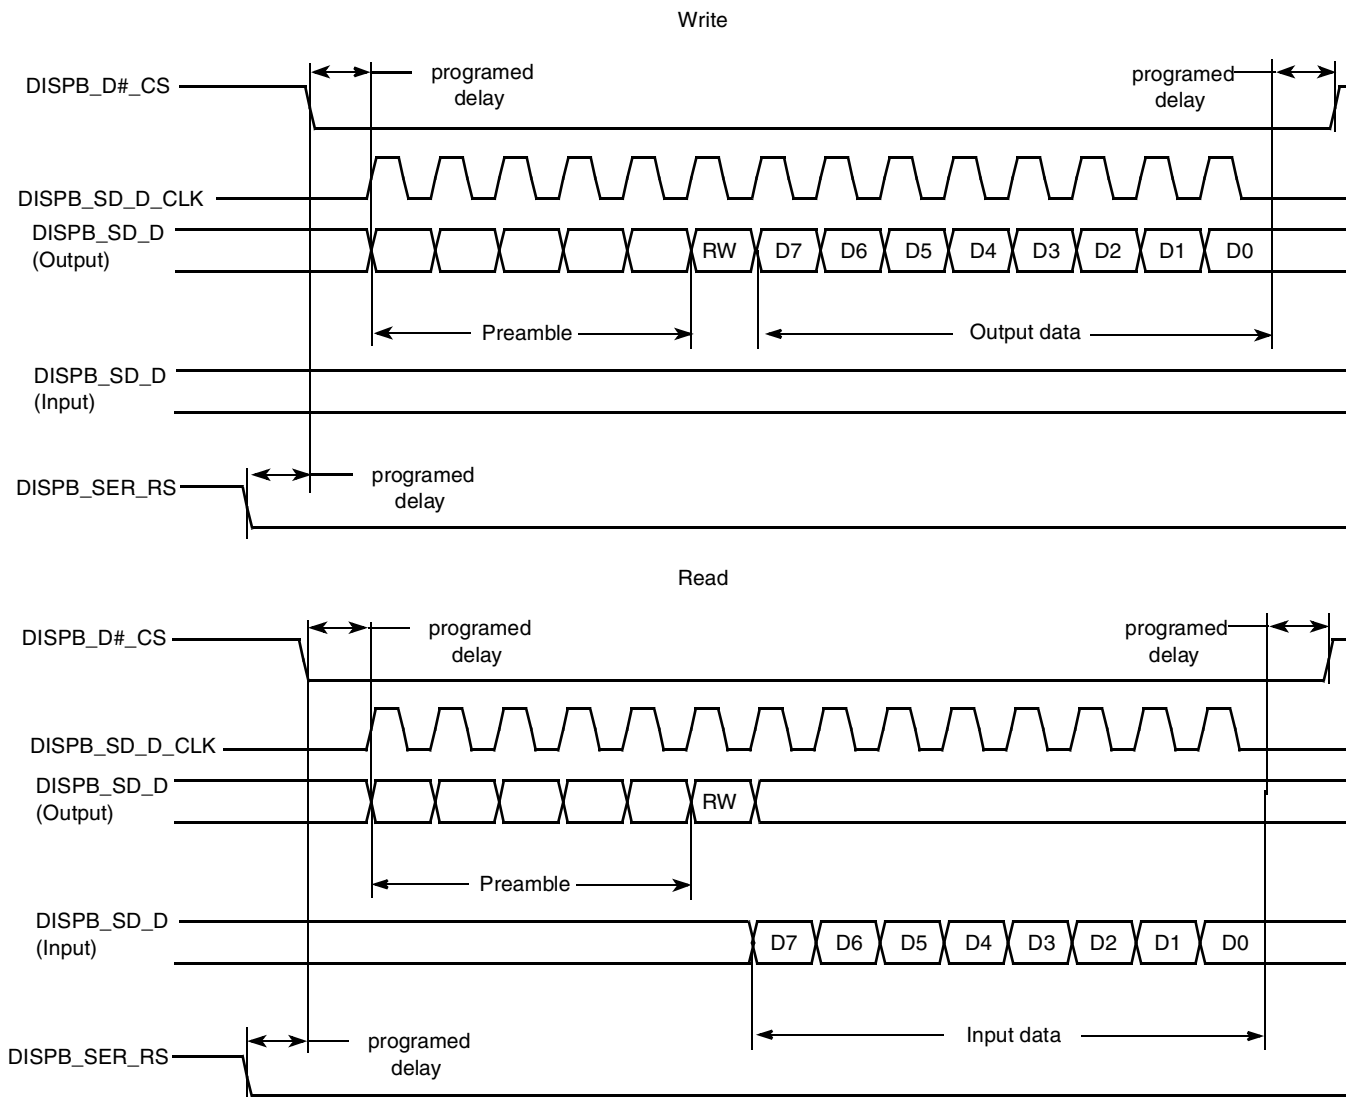 Write
programed
delay
programed
delay
DISPB_D#_CS
DISPB_SD_D_CLK
DISPB_SD_D
(Output)
RW D7 D6 D5 D4 D3 D2 D1 D0
Preamble
Output data
DISPB_SD_D
(Input)
DISPB_SER_RS
programed
delay
Read
DISPB_D#_CS
programed
delay
programed
delay
DISPB_SD_D_CLK
DISPB_SD_D
(Output)
RW
Preamble
DISPB_SD_D
(Input)
D7 D6 D5 D4 D3 D2 D1 D0
Input data
DISPB_SER_RS
programed
delay